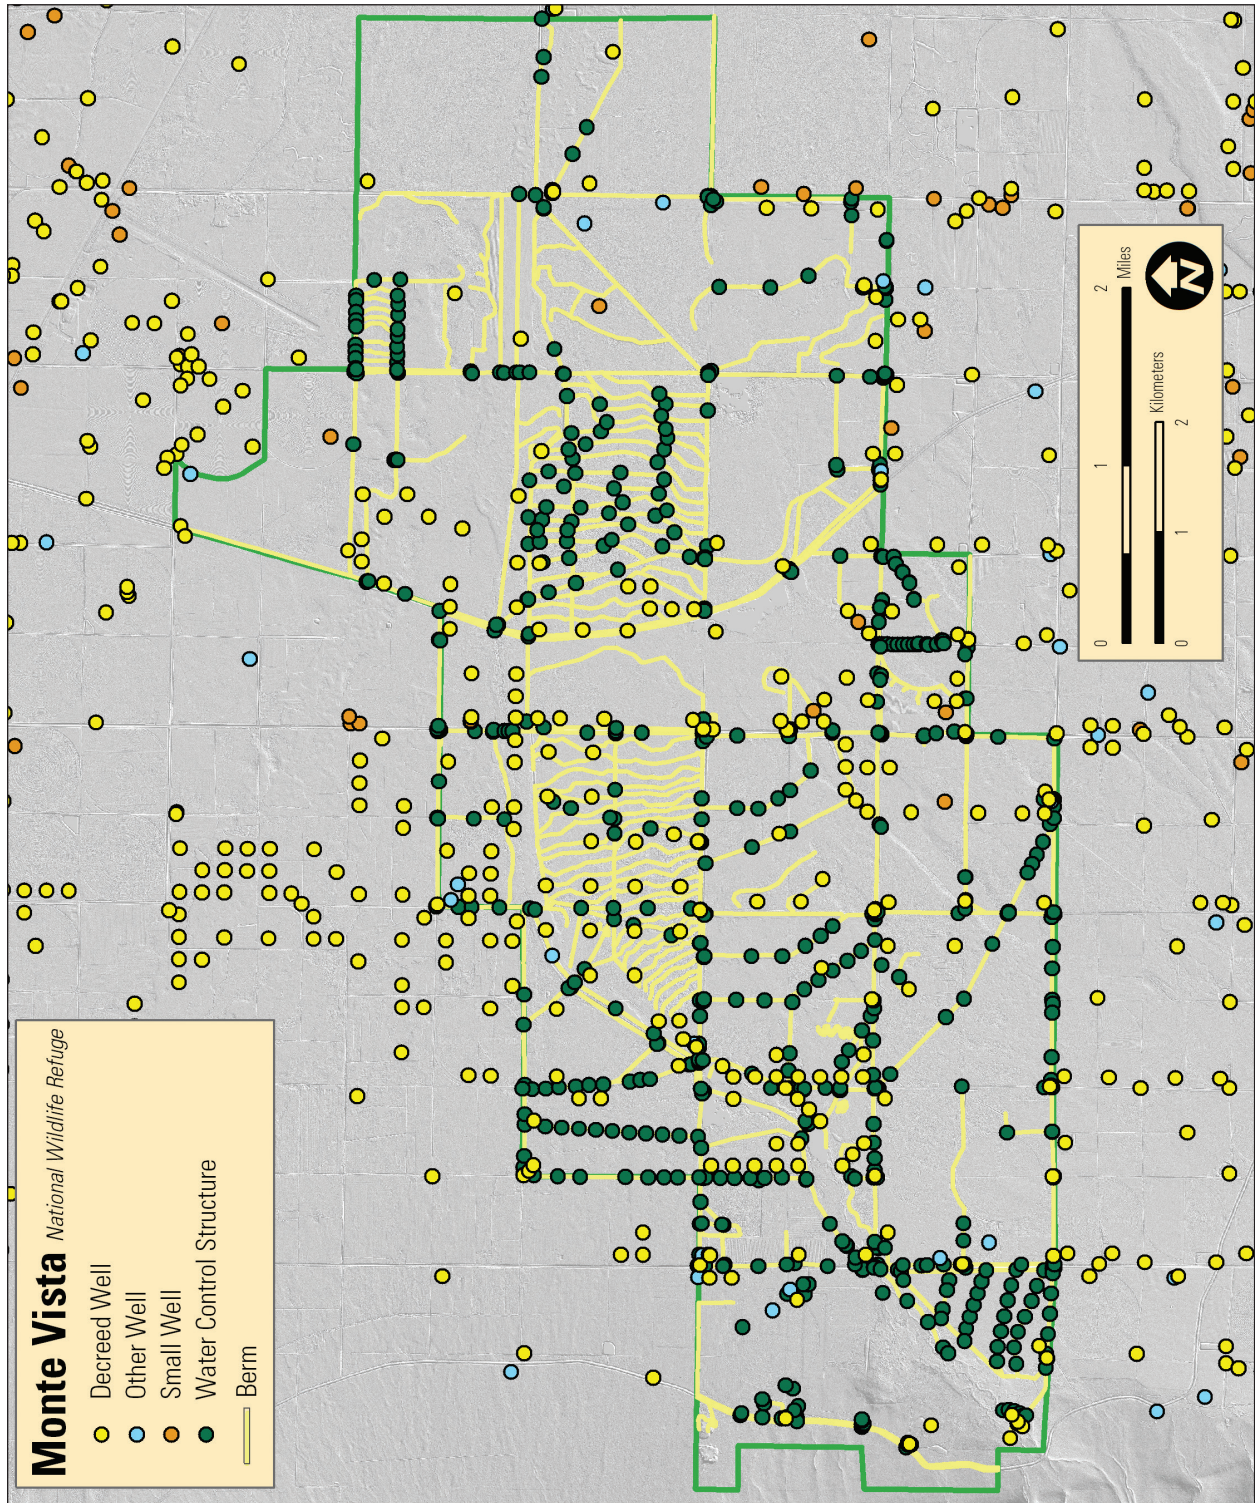 Monte Vista National Wildlife Refuge
Decreed Well
Other Well
Small Well
Water Control Structure
Berm
0 1 2
Miles
Kilometers
0 1 2
N